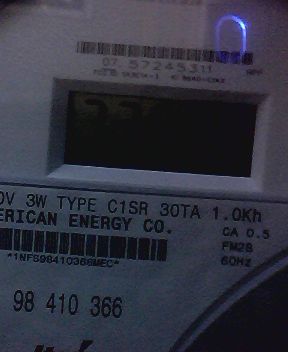 07 57245311
0V 3W TYPE C1SR 30TA 1.0Kh
ERICAN ENERGY CO.
CA 0.5
FM2S
60Hz
*1NFS98410366MEC*
98 410 366